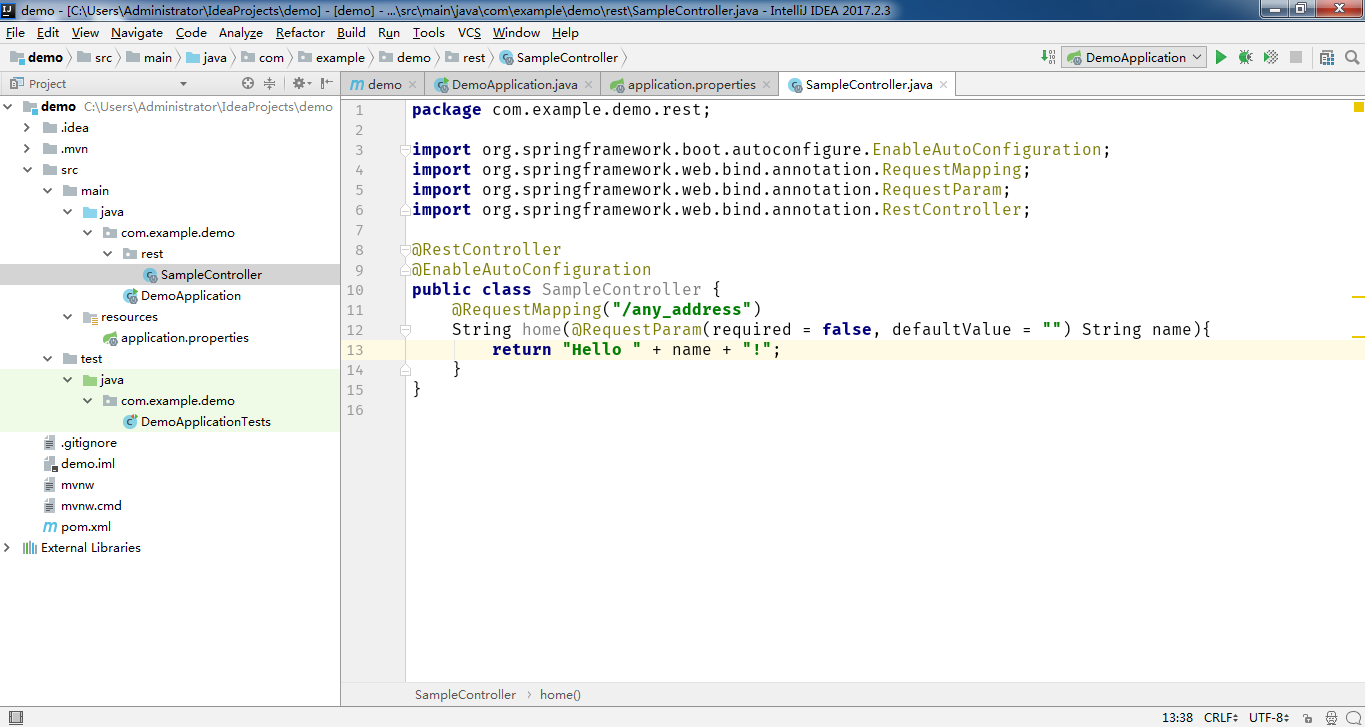 demo - [C:\Users\Administrator\IdeaProjects\demo] - [demo] - ...\src\main\java\com\example\demo\rest\SampleController.java - IntelliJ IDEA 2017.2.3
File Edit View Navigate Code Analyze Refactor Build Run Tools VCS Window Help
demo src main java com example demo rest SampleController DemoApplication
Project
demo DemoApplication.java application.properties SampleController.java
demo C:\Users\Administrator\IdeaProjects\demo
.idea
.mvn
src
main
java
com.example.demo
rest
SampleController
DemoApplication
resources
application.properties
test
java
com.example.demo
DemoApplicationTests
.gitignore
demo.iml
mvnw
mvnw.cmd
pom.xml
External Libraries
1 package com.example.demo.rest;
2
3 import org.springframework.boot.autoconfigure.EnableAutoConfiguration;
4 import org.springframework.web.bind.annotation.RequestMapping;
5 import org.springframework.web.bind.annotation.RequestParam;
6 import org.springframework.web.bind.annotation.RestController;
7
8 @RestController
9 @EnableAutoConfiguration
10 public class SampleController {
11 @RequestMapping("/any_address")
12 String home(@RequestParam(required = false, defaultValue = "") String name){
13 return "Hello " + name + "!";
14 }
15 }
16
SampleController › home()
13:38 CRLF UTF-8